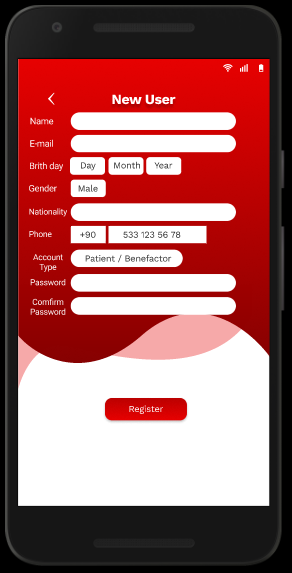 New User
Name
E-mail
Brith day Day Month Year
Gender Male
Nationality
Phone +90 533 123 56 78
Account
Type
Patient / Benefactor
Password
Comfirm
Password
Register